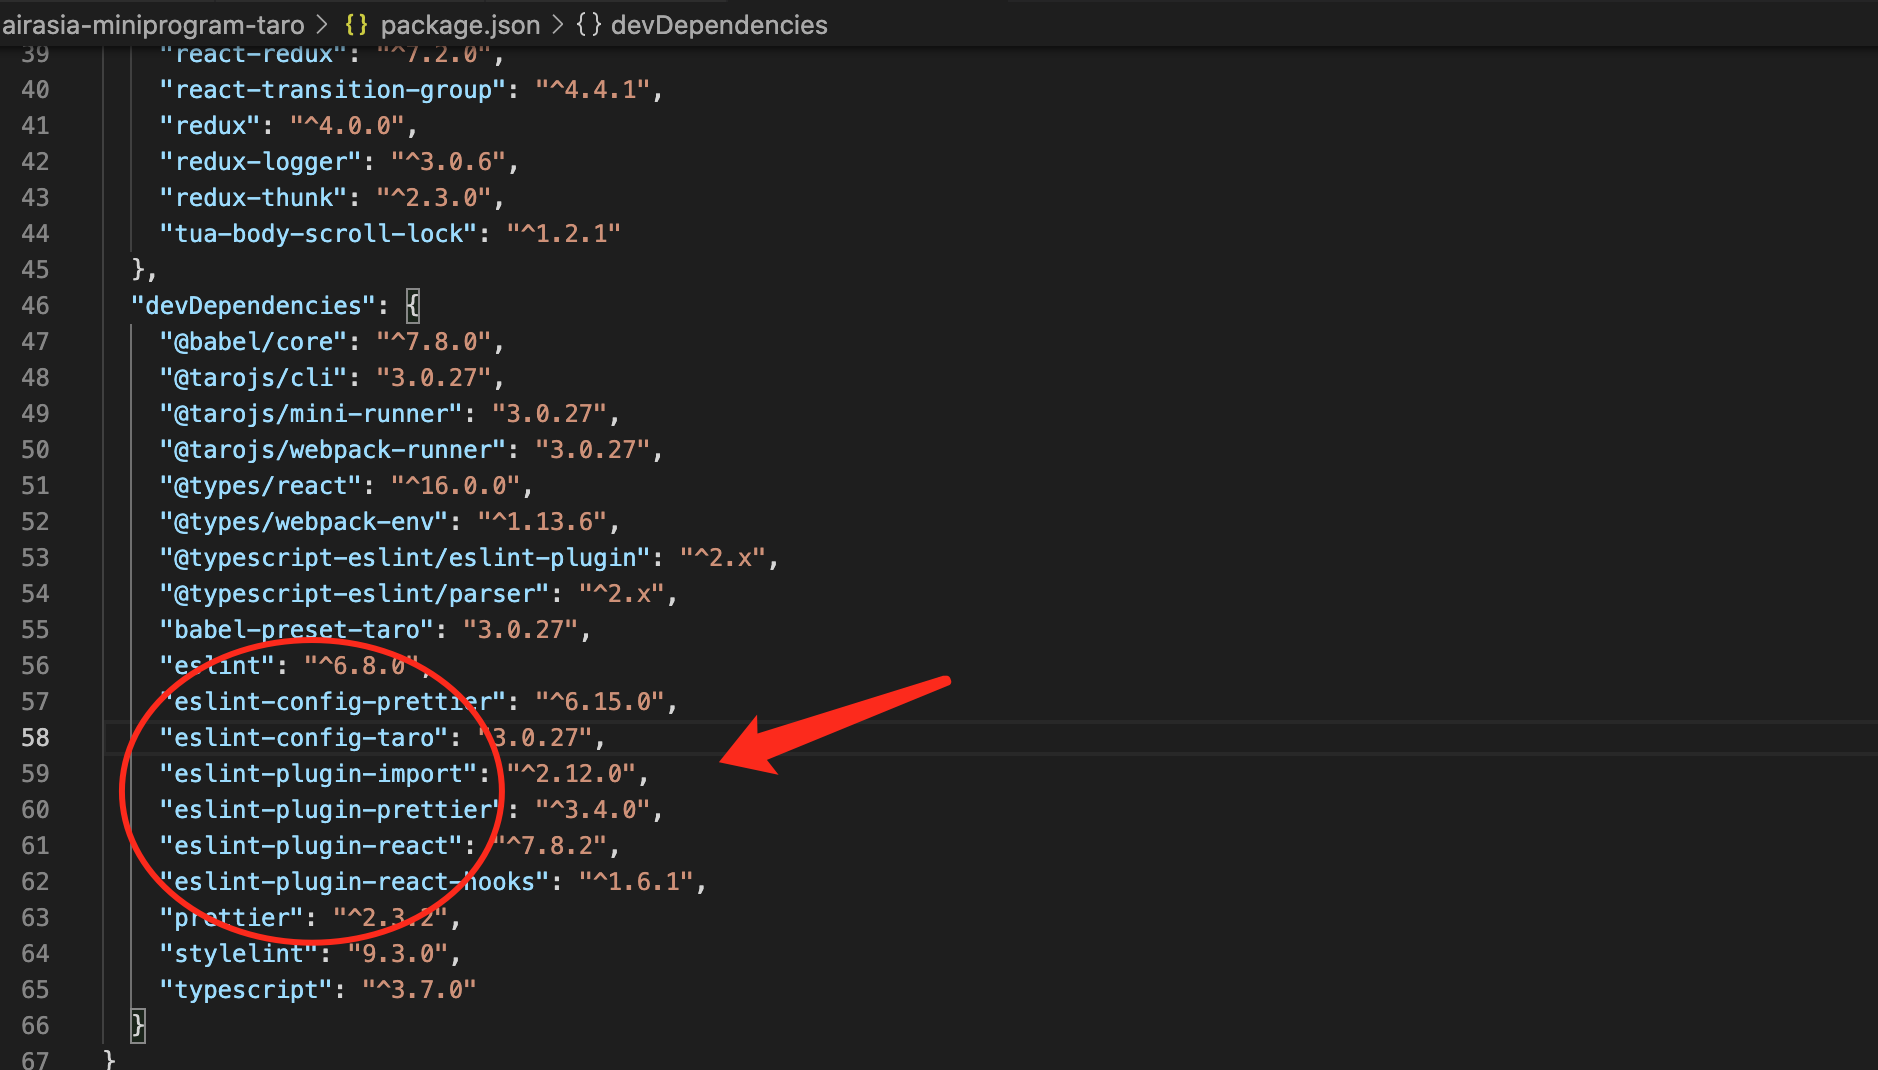 airasia-miniprogram-taro > {} package.json > {} devDependencies
39 "react-redux": "^7.2.0",
40 "react-transition-group": "^4.4.1",
41 "redux": "^4.0.0",
42 "redux-logger": "^3.0.6",
43 "redux-thunk": "^2.3.0",
44 "tua-body-scroll-lock": "^1.2.1"
45 },
46 "devDependencies": {
47 "@babel/core": "^7.8.0",
48 "@tarojs/cli": "3.0.27",
49 "@tarojs/mini-runner": "3.0.27",
50 "@tarojs/webpack-runner": "3.0.27",
51 "@types/react": "^16.0.0",
52 "@types/webpack-env": "^1.13.6",
53 "@typescript-eslint/eslint-plugin": "^2.x",
54 "@typescript-eslint/parser": "^2.x",
55 "babel-preset-taro": "3.0.27",
56 "eslint": "^6.8.0",
57 "eslint-config-prettier": "^6.15.0",
58 "eslint-config-taro": "3.0.27",
59 "eslint-plugin-import": "^2.12.0",
60 "eslint-plugin-prettier": "^3.4.0",
61 "eslint-plugin-react": "^7.8.2",
62 "eslint-plugin-react-hooks": "^1.6.1",
63 "prettier": "^2.3.2",
64 "stylelint": "9.3.0",
65 "typescript": "^3.7.0"
66 }
67 }